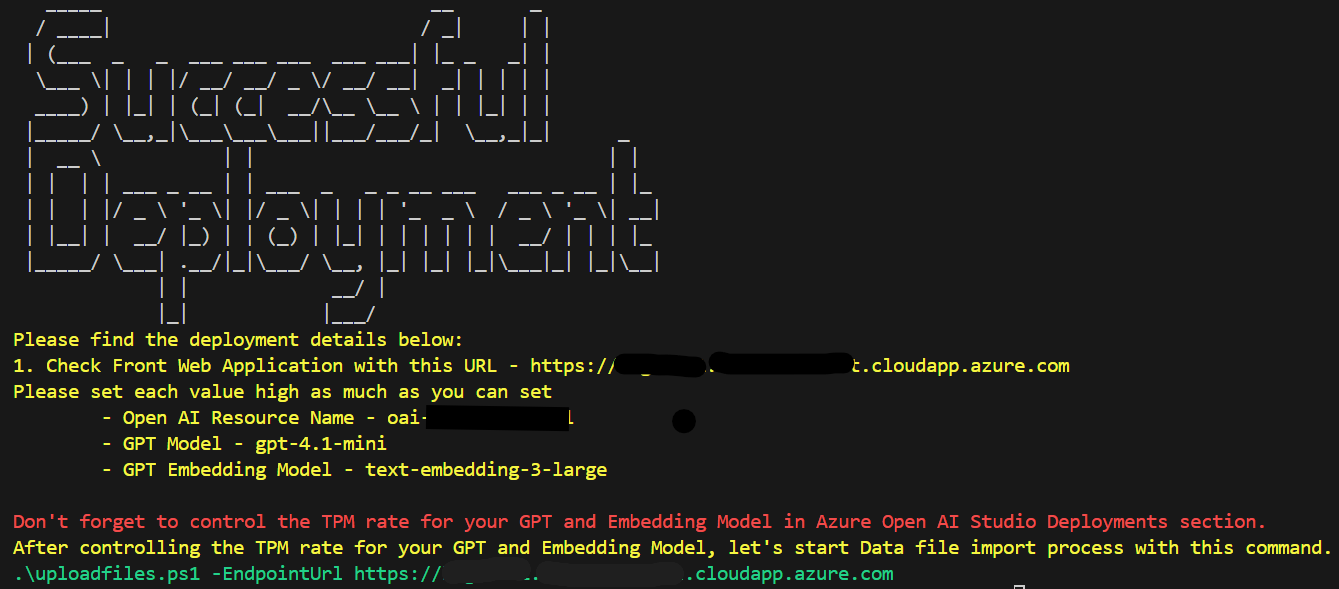 Successful
Deployment
Please find the deployment details below:
1. Check Front Web Application with this URL - https:// t.cloudapp.azure.com
Please set each value high as much as you can set
- Open AI Resource Name - oai-
- GPT Model - gpt-4.1-mini
- GPT Embedding Model - text-embedding-3-large
Don't forget to control the TPM rate for your GPT and Embedding Model in Azure Open AI Studio Deployments section.
After controlling the TPM rate for your GPT and Embedding Model, let's start Data file import process with this command.
.\uploadfiles.ps1 -EndpointUrl https:// .cloudapp.azure.com